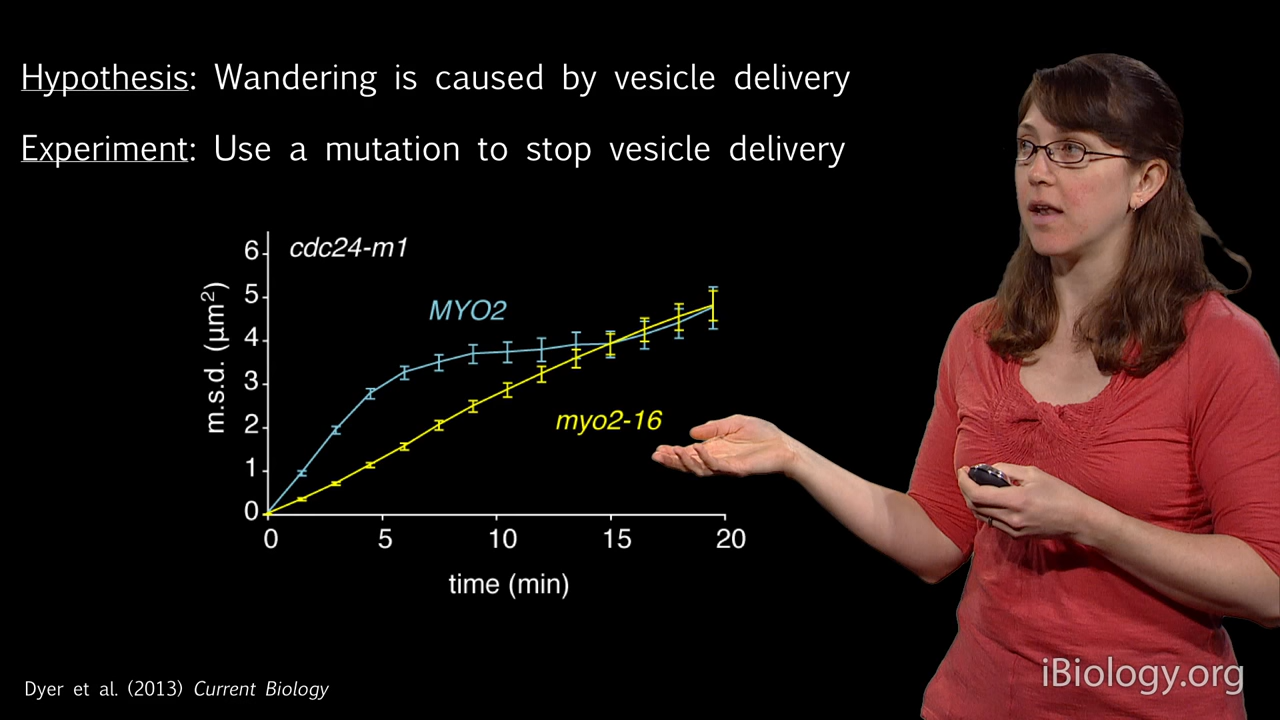 Hypothesis: Wandering is caused by vesicle delivery
Experiment: Use a mutation to stop vesicle delivery
cdc24-m1
MYO2
myo2-16
m.s.d. (µm²)
6
5
4
3
2
1
0
0 5 10 15 20
time (min)
Dyer et al. (2013) Current Biology
iBiology.org